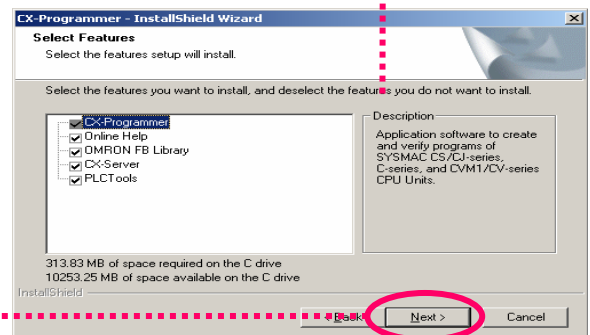 CX-Programmer - InstallShield Wizard
Select Features
Select the features setup will install.
Select the features you want to install, and deselect the features you do not want to install.
CX-Programmer
Online Help
OMRON FB Library
CX-Server
PLCTools
Description
Application software to create
and verify programs of
SYSMAC CS/CJ-series,
C-series, and CVM1/CV-series
CPU Units.
313.83 MB of space required on the C drive
10253.25 MB of space available on the C drive
InstallShield
< Back
Next >
Cancel